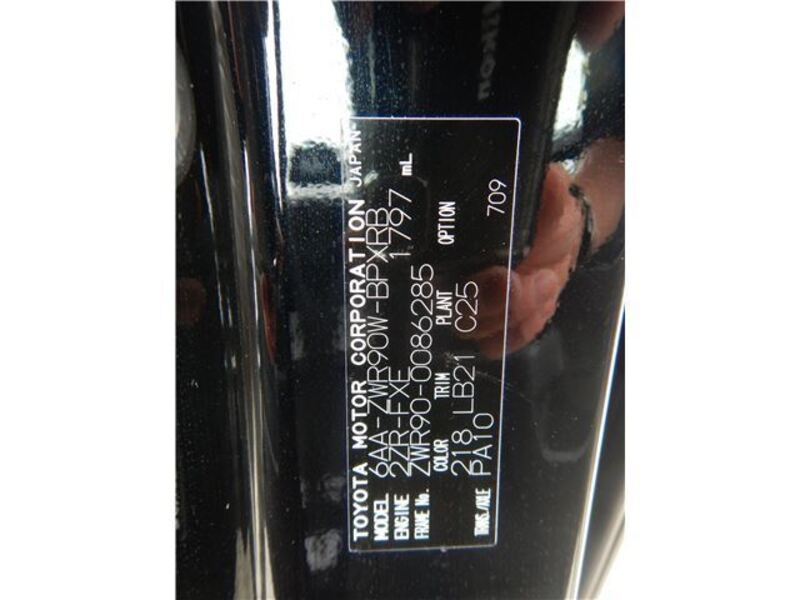 TOYOTA MOTOR CORPORATION JAPAN
MODEL 6AA-ZWR90W-BPXRB
ENGINE 2ZR-FXE 1797 mL
FRAME No. ZWR90-0086285
COLOR TRIM PLANT OPTION
218 LB21 C25
TRANS./AXLE PA10 709